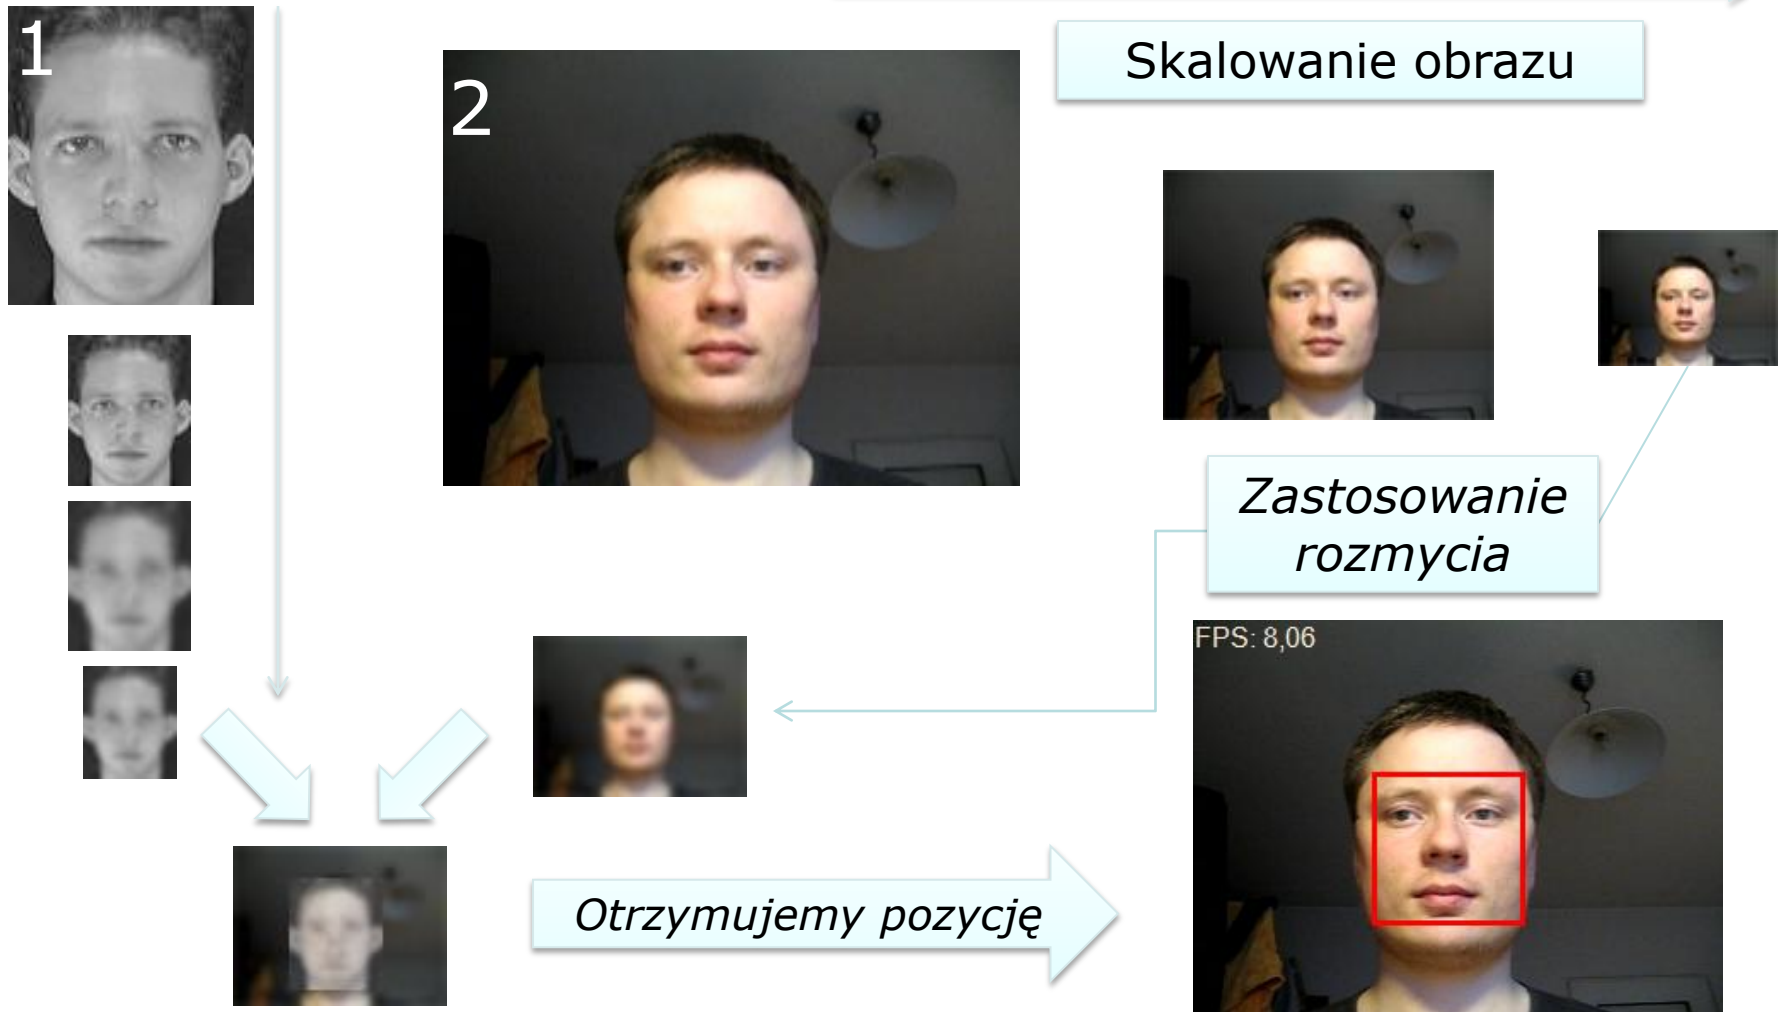 1
2
Skalowanie obrazu
Zastosowanie
rozmycia
FPS: 8,06
Otrzymujemy pozycję